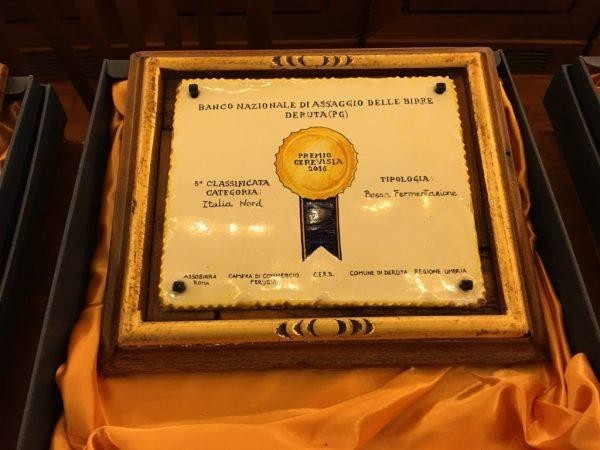 BANCO NAZIONALE DI ASSAGGIO DELLE BIRRE
DERUTA (PG)
PREMIO
CEREVISIA
2016
3ª CLASSIFICATA
CATEGORIA:
Italia Nord
TIPOLOGIA:
Bassa Fermentazione
ASSOBIRRA
ROMA
CAMERA DI COMMERCIO
PERUGIA
C.E.R.B.
COMUNE DI DERUTA
REGIONE UMBRIA